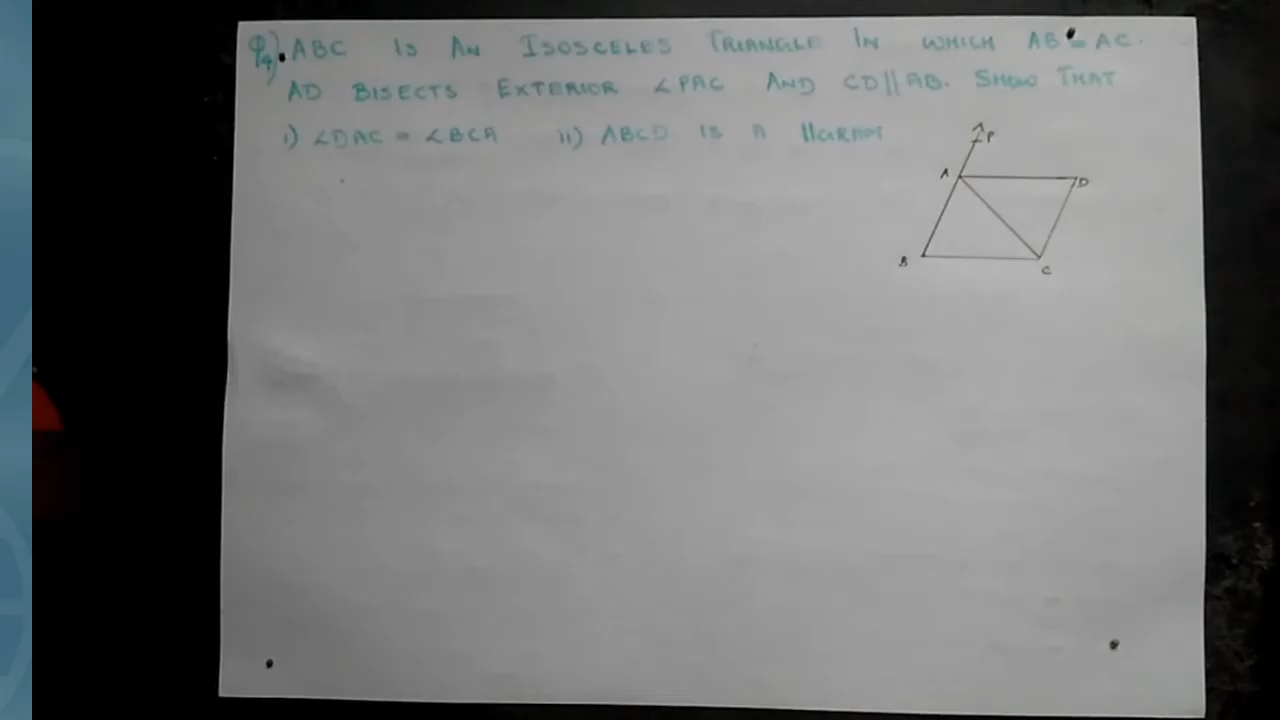 Q4). ABC IS AN ISOSCELES TRIANGLE IN WHICH AB = AC.
AD BISECTS EXTERIOR ∠PAC AND CD||AB. SHOW THAT
i) ∠DAC = ∠BCA ii) ABCD IS A ||GRAM
P
A
D
B
C